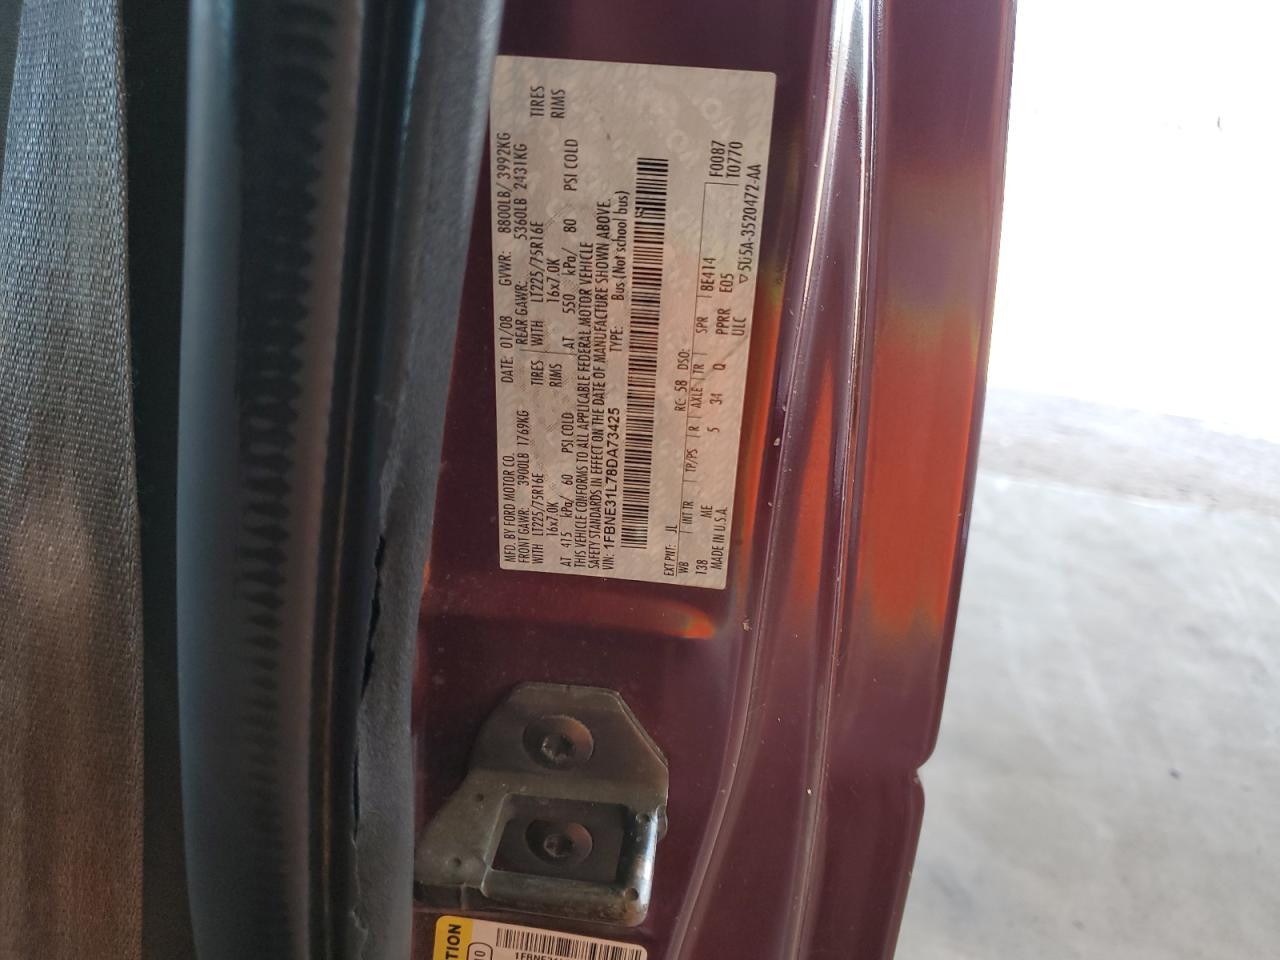 MFD. BY FORD MOTOR CO.
DATE: 01/08 GVWR: 8800LB/3992KG
FRONT GAWR: 3900LB 1769KG REAR GAWR: 5360LB 2431KG
WITH LT225/75R16E TIRES WITH LT225/75R16E TIRES
16x7.0K RIMS 16x7.0K RIMS
AT 415 kPa/ 60 PSI COLD AT 550 kPa/ 80 PSI COLD
THIS VEHICLE CONFORMS TO ALL APPLICABLE FEDERAL MOTOR VEHICLE
SAFETY STANDARDS IN EFFECT ON THE DATE OF MANUFACTURE SHOWN ABOVE.
VIN: 1FBNE31L78DA73425 TYPE: Bus (Not school bus)
EXT PNT: JL RC: 58 DSO: F0087
WB INT TR TP/PS R AXLE TR SPR 8E414 T0770
138 ME 5 34 Q PPRR E05
MADE IN U.S.A. ULC ▽5U5A-3520472-AA
TION
10
1FBNE31